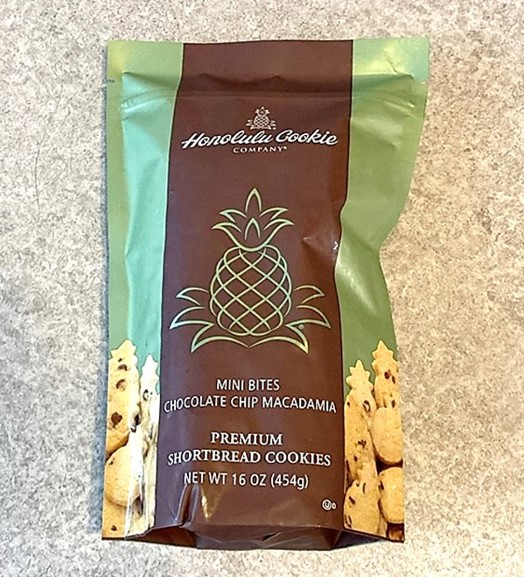 Honolulu Cookie
COMPANY®
MINI BITES
CHOCOLATE CHIP MACADAMIA
PREMIUM
SHORTBREAD COOKIES
NET WT 16 OZ (454g)
Ⓤ D